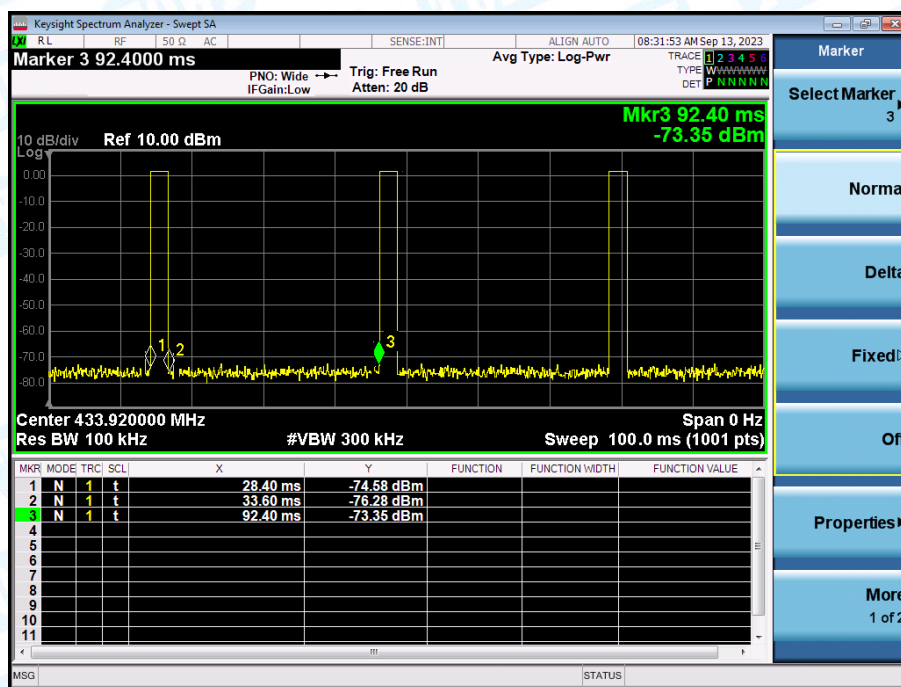 Keysight Spectrum Analyzer - Swept SA
LXI RL RF 50 Ω AC SENSE:INT ALIGN AUTO 08:31:53 AM Sep 13, 2023
Marker 3 92.4000 ms
PNO: Wide
IFGain:Low
Trig: Free Run
Atten: 20 dB
Avg Type: Log-Pwr
TRACE 1 2 3 4 5 6
TYPE WWWWWW
DET P N N N N N
Mkr3 92.40 ms
-73.35 dBm
10 dB/div Ref 10.00 dBm
Log
0.00
-10.0
-20.0
-30.0
-40.0
-50.0
-60.0
-70.0
-80.0
1
2
3
Center 433.920000 MHz Span 0 Hz
Res BW 100 kHz #VBW 300 kHz Sweep 100.0 ms (1001 pts)
MKR MODE TRC SCL X Y FUNCTION FUNCTION WIDTH FUNCTION VALUE
1 N 1 t 28.40 ms -74.58 dBm
2 N 1 t 33.60 ms -76.28 dBm
3 N 1 t 92.40 ms -73.35 dBm
4
5
6
7
8
9
10
11
MSG STATUS
Marker
Select Marker
3
Norma
Delta
Fixed
Of
Properties
More
1 of 2